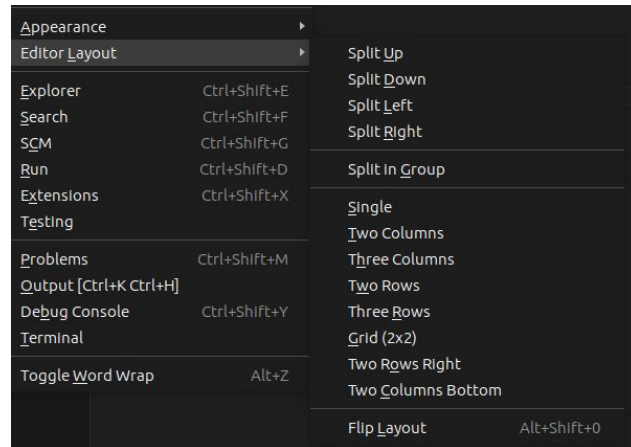 Appearance
Editor Layout
Explorer Ctrl+Shift+E
Search Ctrl+Shift+F
SCM Ctrl+Shift+G
Run Ctrl+Shift+D
Extensions Ctrl+Shift+X
Testing
Problems Ctrl+Shift+M
Output [Ctrl+K Ctrl+H]
Debug Console Ctrl+Shift+Y
Terminal
Toggle Word Wrap Alt+Z
Split Up
Split Down
Split Left
Split Right
Split in Group
Single
Two Columns
Three Columns
Two Rows
Three Rows
Grid (2x2)
Two Rows Right
Two Columns Bottom
Flip Layout Alt+Shift+0